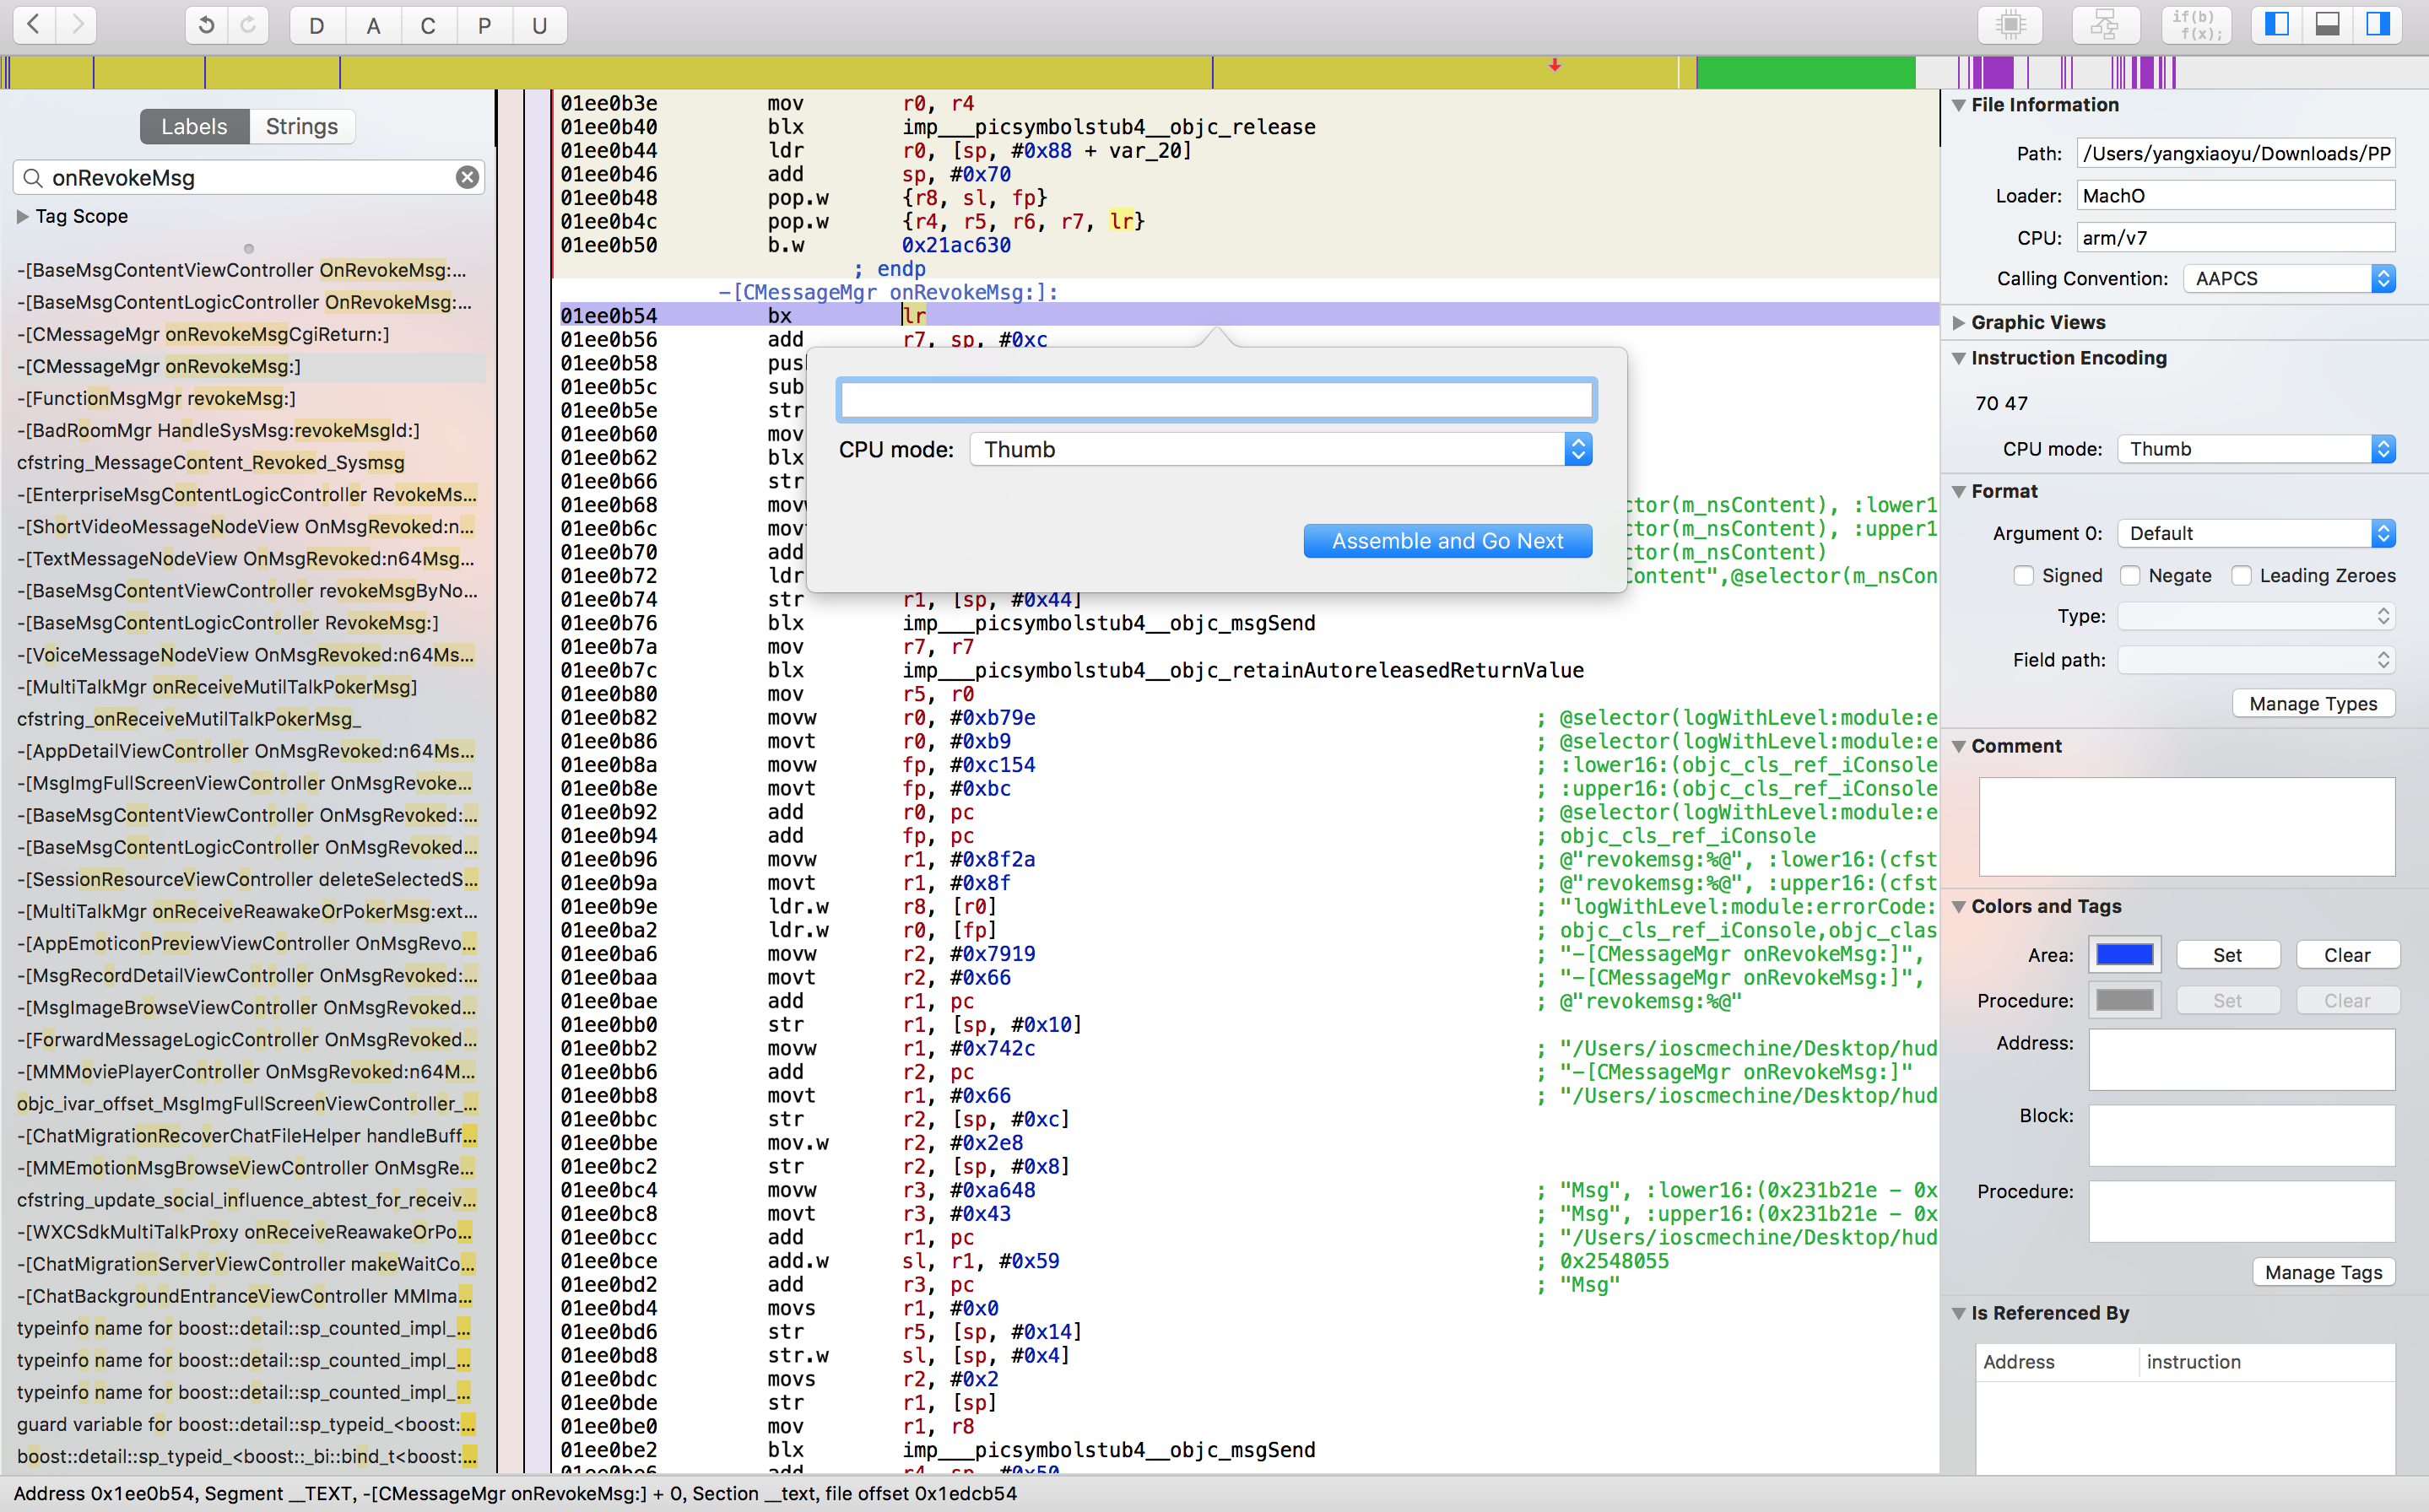 D A C P U
if(b)
f(x);
Labels Strings
onRevokeMsg
Tag Scope
-[BaseMsgContentViewController OnRevokeMsg:...
-[BaseMsgContentLogicController OnRevokeMsg:...
-[CMessageMgr onRevokeMsgCgiReturn:]
-[CMessageMgr onRevokeMsg:]
-[FunctionMsgMgr revokeMsg:]
-[BadRoomMgr HandleSysMsg:revokeMsgId:]
cfstring_MessageContent_Revoked_Sysmsg
-[EnterpriseMsgContentLogicController RevokeMs...
-[ShortVideoMessageNodeView OnMsgRevoked:n...
-[TextMessageNodeView OnMsgRevoked:n64Msg...
-[BaseMsgContentViewController revokeMsgByNo...
-[BaseMsgContentLogicController RevokeMsg:]
-[VoiceMessageNodeView OnMsgRevoked:n64Ms...
-[MultiTalkMgr onReceiveMutilTalkPokerMsg]
cfstring_onReceiveMutilTalkPokerMsg_
-[AppDetailViewController OnMsgRevoked:n64Ms...
-[MsgImgFullScreenViewController OnMsgRevoke...
-[BaseMsgContentViewController OnMsgRevoked:...
-[BaseMsgContentLogicController OnMsgRevoked...
-[SessionResourceViewController deleteSelectedS...
-[MultiTalkMgr onReceiveReawakeOrPokerMsg:ext...
-[AppEmoticonPreviewViewController OnMsgRevo...
-[MsgRecordDetailViewController OnMsgRevoked:...
-[MsgImageBrowseViewController OnMsgRevoked...
-[ForwardMessageLogicController OnMsgRevoked...
-[MMMoviePlayerController OnMsgRevoked:n64M...
objc_ivar_offset_MsgImgFullScreenViewController_...
-[ChatMigrationRecoverChatFileHelper handleBuff...
-[MMEmotionMsgBrowseViewController OnMsgRe...
cfstring_update_social_influence_abtest_for_receiv...
-[WXCSdkMultiTalkProxy onReceiveReawakeOrPo...
-[ChatMigrationServerViewController makeWaitCo...
-[ChatBackgroundEntranceViewController MMIma...
typeinfo name for boost::detail::sp_counted_impl_...
typeinfo name for boost::detail::sp_counted_impl_...
typeinfo name for boost::detail::sp_counted_impl_...
guard variable for boost::detail::sp_typeid_<boost:...
boost::detail::sp_typeid_<boost::_bi::bind_t<boost:...
01ee0b3e mov r0, r4
01ee0b40 blx imp___picsymbolstub4__objc_release
01ee0b44 ldr r0, [sp, #0x88 + var_20]
01ee0b46 add sp, #0x70
01ee0b48 pop.w {r8, sl, fp}
01ee0b4c pop.w {r4, r5, r6, r7, lr}
01ee0b50 b.w 0x21ac630
; endp
-[CMessageMgr onRevokeMsg:]:
01ee0b54 bx lr
01ee0b56 add r7, sp, #0xc
01ee0b58 pus
01ee0b5c sub
01ee0b5e str
01ee0b60 mov
01ee0b62 blx
01ee0b66 str
01ee0b68 mov ctor(m_nsContent), :lower1
01ee0b6c mov ctor(m_nsContent), :upper1
01ee0b70 add ctor(m_nsContent)
01ee0b72 ldr Content",@selector(m_nsCon
01ee0b74 str r1, [sp, #0x44]
01ee0b76 blx imp___picsymbolstub4__objc_msgSend
01ee0b7a mov r7, r7
01ee0b7c blx imp___picsymbolstub4__objc_retainAutoreleasedReturnValue
01ee0b80 mov r5, r0
01ee0b82 movw r0, #0xb79e ; @selector(logWithLevel:module:e
01ee0b86 movt r0, #0xb9 ; @selector(logWithLevel:module:e
01ee0b8a movw fp, #0xc154 ; :lower16:(objc_cls_ref_iConsole
01ee0b8e movt fp, #0xbc ; :upper16:(objc_cls_ref_iConsole
01ee0b92 add r0, pc ; @selector(logWithLevel:module:e
01ee0b94 add fp, pc ; objc_cls_ref_iConsole
01ee0b96 movw r1, #0x8f2a ; @"revokemsg:%@", :lower16:(cfst
01ee0b9a movt r1, #0x8f ; @"revokemsg:%@", :upper16:(cfst
01ee0b9e ldr.w r8, [r0] ; "logWithLevel:module:errorCode:
01ee0ba2 ldr.w r0, [fp] ; objc_cls_ref_iConsole,objc_clas
01ee0ba6 movw r2, #0x7919 ; "-[CMessageMgr onRevokeMsg:]",
01ee0baa movt r2, #0x66 ; "-[CMessageMgr onRevokeMsg:]",
01ee0bae add r1, pc ; @"revokemsg:%@"
01ee0bb0 str r1, [sp, #0x10]
01ee0bb2 movw r1, #0x742c ; "/Users/ioscmechine/Desktop/hud
01ee0bb6 add r2, pc ; "-[CMessageMgr onRevokeMsg:]"
01ee0bb8 movt r1, #0x66 ; "/Users/ioscmechine/Desktop/hud
01ee0bbc str r2, [sp, #0xc]
01ee0bbe mov.w r2, #0x2e8
01ee0bc2 str r2, [sp, #0x8]
01ee0bc4 movw r3, #0xa648 ; "Msg", :lower16:(0x231b21e - 0x
01ee0bc8 movt r3, #0x43 ; "Msg", :upper16:(0x231b21e - 0x
01ee0bcc add r1, pc ; "/Users/ioscmechine/Desktop/hud
01ee0bce add.w sl, r1, #0x59 ; 0x2548055
01ee0bd2 add r3, pc ; "Msg"
01ee0bd4 movs r1, #0x0
01ee0bd6 str r5, [sp, #0x14]
01ee0bd8 str.w sl, [sp, #0x4]
01ee0bdc movs r2, #0x2
01ee0bde str r1, [sp]
01ee0be0 mov r1, r8
01ee0be2 blx imp___picsymbolstub4__objc_msgSend
01ee0be6 add r4, sp, #0x50
CPU mode: Thumb
Assemble and Go Next
File Information
Path: /Users/yangxiaoyu/Downloads/PP
Loader: MachO
CPU: arm/v7
Calling Convention: AAPCS
Graphic Views
Instruction Encoding
70 47
CPU mode: Thumb
Format
Argument 0: Default
Signed Negate Leading Zeroes
Type:
Field path:
Manage Types
Comment
Colors and Tags
Area: Set Clear
Procedure: Set Clear
Address:
Block:
Procedure:
Manage Tags
Is Referenced By
Address instruction
Address 0x1ee0b54, Segment __TEXT, -[CMessageMgr onRevokeMsg:] + 0, Section __text, file offset 0x1edcb54